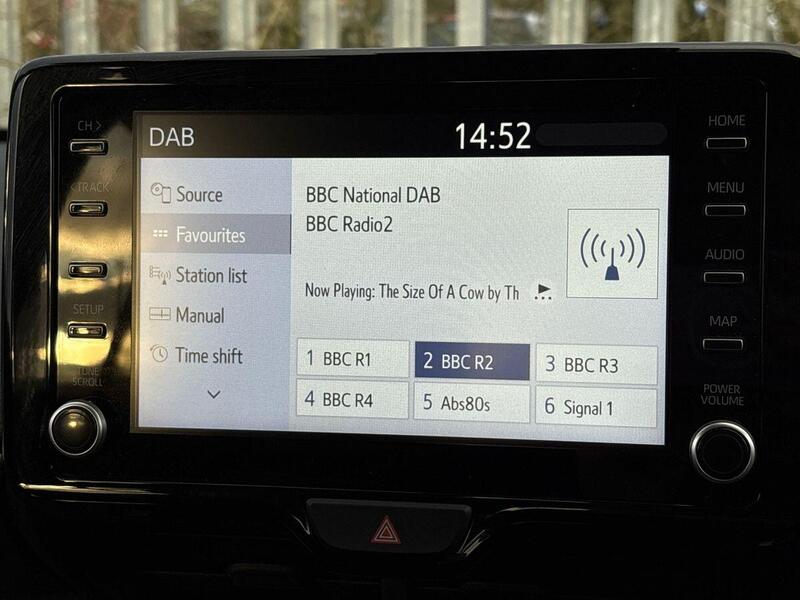 DAB
14:52
CH >
< TRACK
SETUP
TUNE
SCROLL
Source
Favourites
Station list
Manual
Time shift
BBC National DAB
BBC Radio2
Now Playing: The Size Of A Cow by Th
1 BBC R1
2 BBC R2
3 BBC R3
4 BBC R4
5 Abs80s
6 Signal 1
HOME
MENU
AUDIO
MAP
POWER
VOLUME